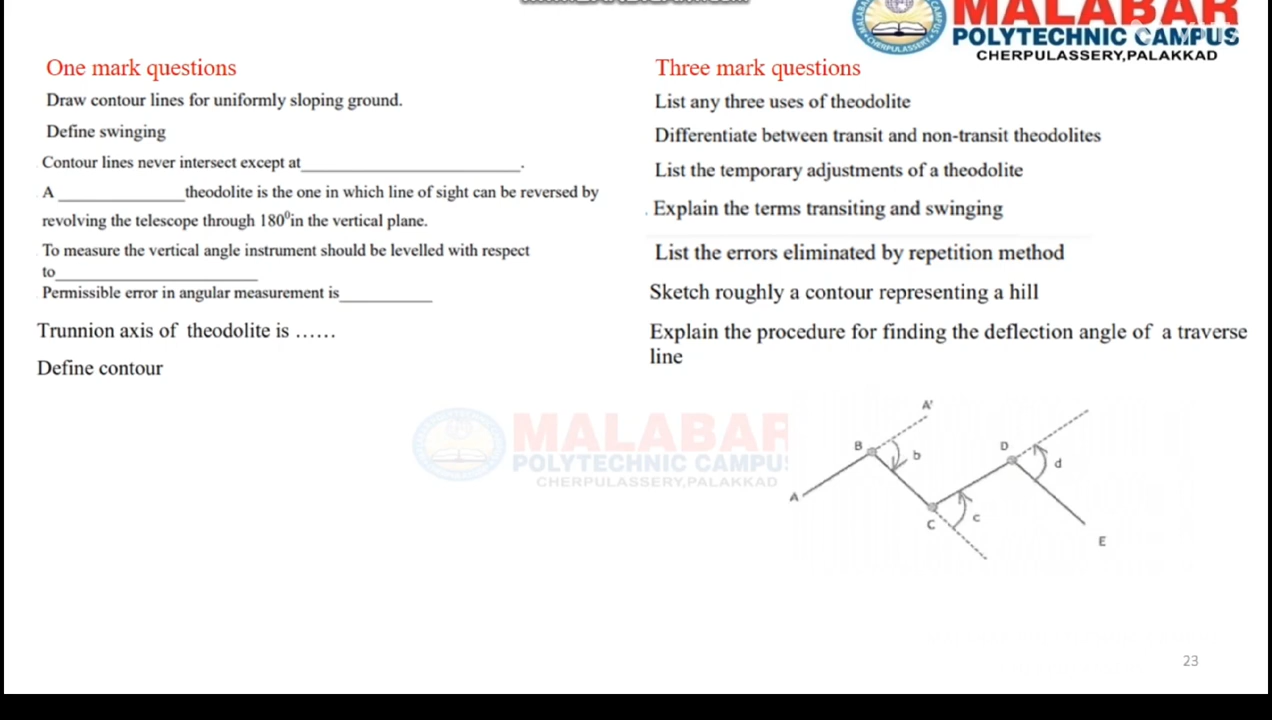 MALABAR
POLYTECHNIC CAMPUS
CHERPULASSERY,PALAKKAD
One mark questions
Draw contour lines for uniformly sloping ground.
Define swinging
Contour lines never intersect except at______________________.
A ____________theodolite is the one in which line of sight can be reversed by
revolving the telescope through 180⁰in the vertical plane.
To measure the vertical angle instrument should be levelled with respect
to____________________
Permissible error in angular measurement is_________
Trunnion axis of theodolite is ……
Define contour
Three mark questions
List any three uses of theodolite
Differentiate between transit and non-transit theodolites
List the temporary adjustments of a theodolite
Explain the terms transiting and swinging
List the errors eliminated by repetition method
Sketch roughly a contour representing a hill
Explain the procedure for finding the deflection angle of a traverse
line
A'
B
b
D
d
A
C
c
E
MALABAR
POLYTECHNIC CAMPUS
CHERPULASSERY,PALAKKAD
23